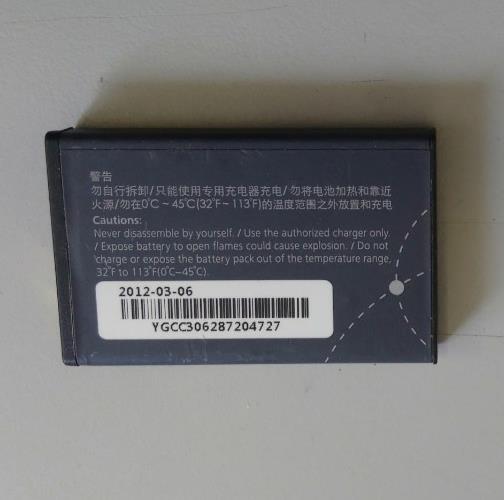 警告
勿自行拆卸/只能使用专用充电器充电/勿将电池加热和靠近
火源/勿在0℃~45℃(32℉~113℉)的温度范围之外放置和充电
Cautions:
Never disassemble by yourself. / Use the authorized charger only.
/ Expose battery to open flames could cause explosion. / Do not
charge or expose the battery pack out of the temperature range,
32℉ to 113℉(0℃-45℃).
2012-03-06
YGCC306287204727